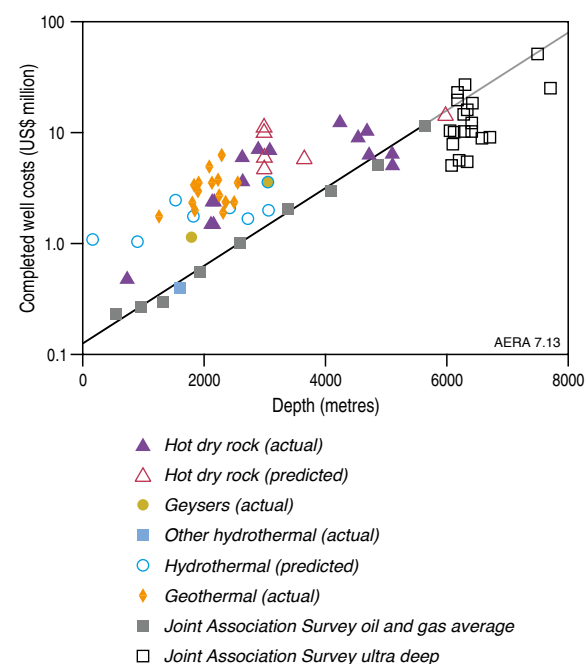 100
10
1.0
0.1
Completed well costs (US$ million)
AERA 7.13
0
2000
4000
6000
8000
Depth (metres)
Hot dry rock (actual)
Hot dry rock (predicted)
Geysers (actual)
Other hydrothermal (actual)
Hydrothermal (predicted)
Geothermal (actual)
Joint Association Survey oil and gas average
Joint Association Survey ultra deep